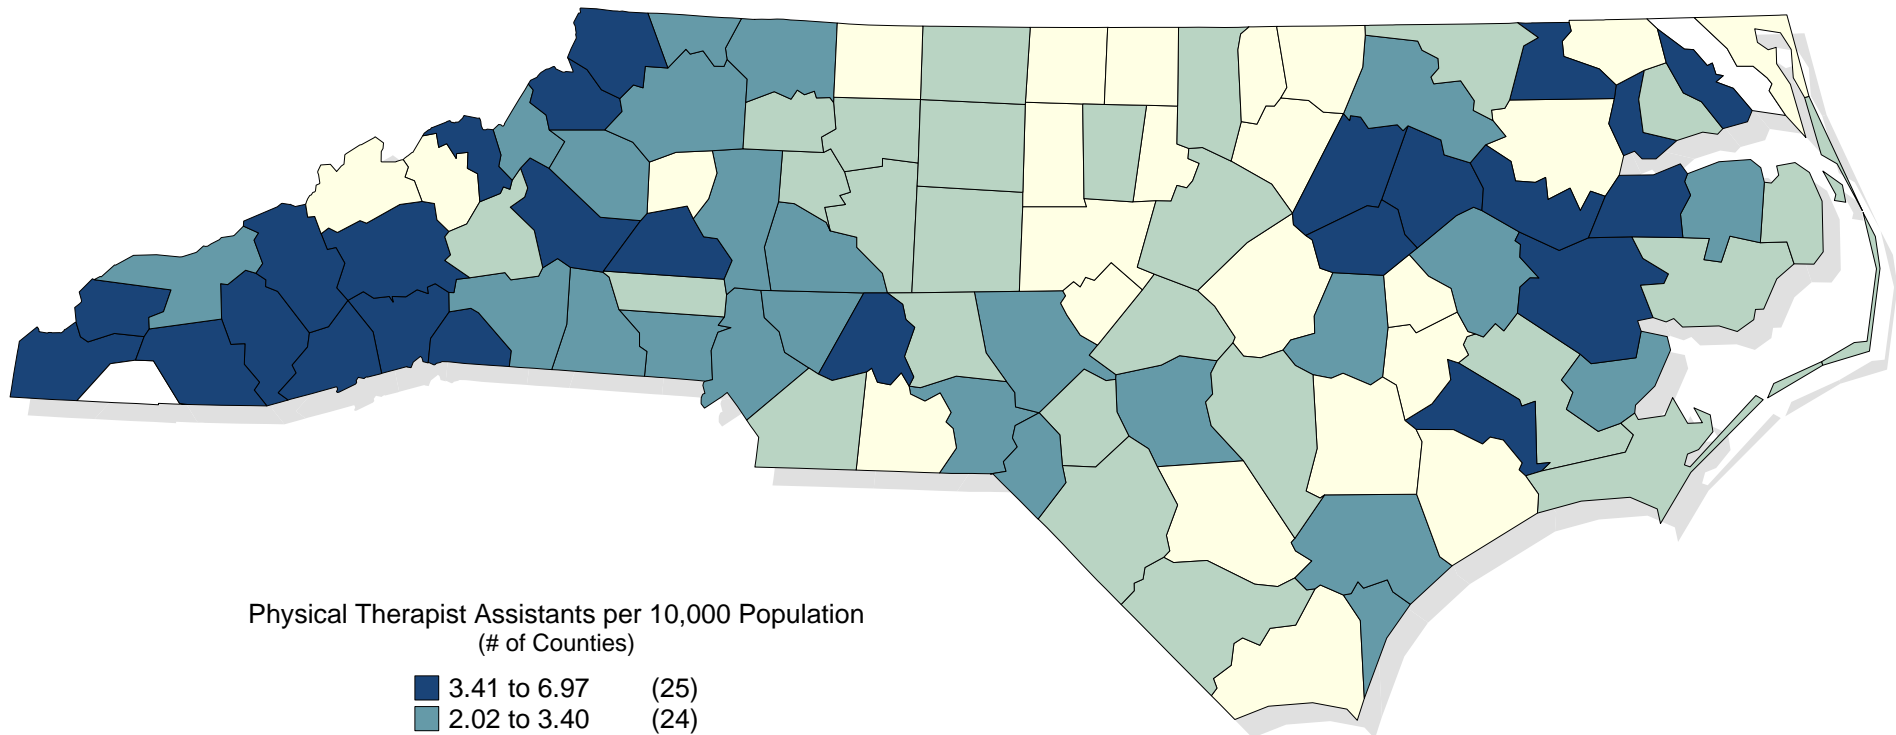 Physical Therapist Assistants per 10,000 Population
(# of Counties)
3.41 to 6.97 (25)
2.02 to 3.40 (24)